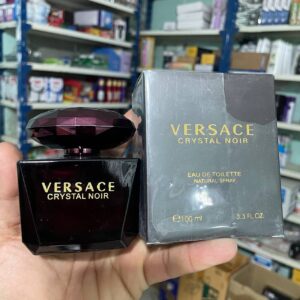 VERSACE
CRYSTAL NOIR
VERSACE
CRYSTAL NOIR
EAU DE TOILETTE
NATURAL SPRAY
℮100 ml 3.3 FL.OZ.